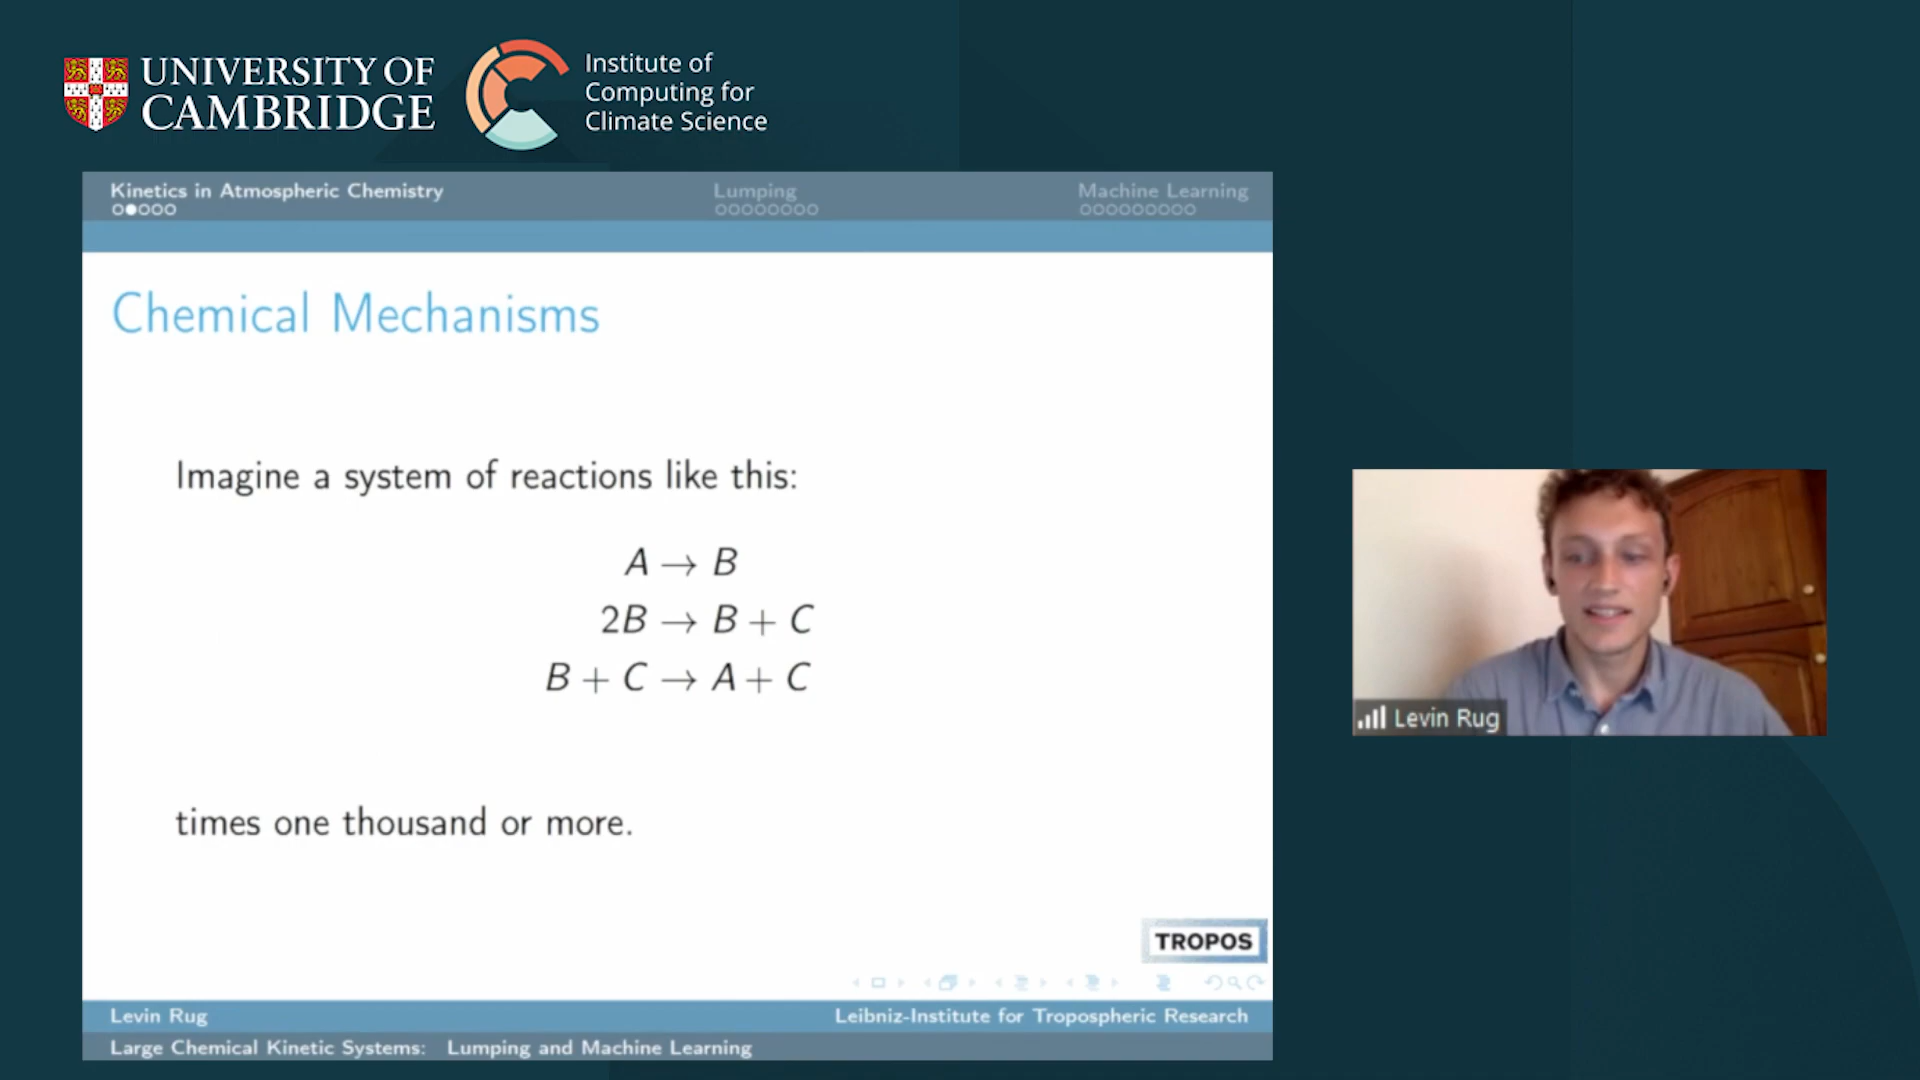 UNIVERSITY OF
CAMBRIDGE
Institute of
Computing for
Climate Science
Kinetics in Atmospheric Chemistry
Lumping
Machine Learning
Chemical Mechanisms
Imagine a system of reactions like this:
A → B
2B → B + C
B + C → A + C
times one thousand or more.
TROPOS
Levin Rug
Leibniz-Institute for Tropospheric Research
Large Chemical Kinetic Systems: Lumping and Machine Learning
Levin Rug